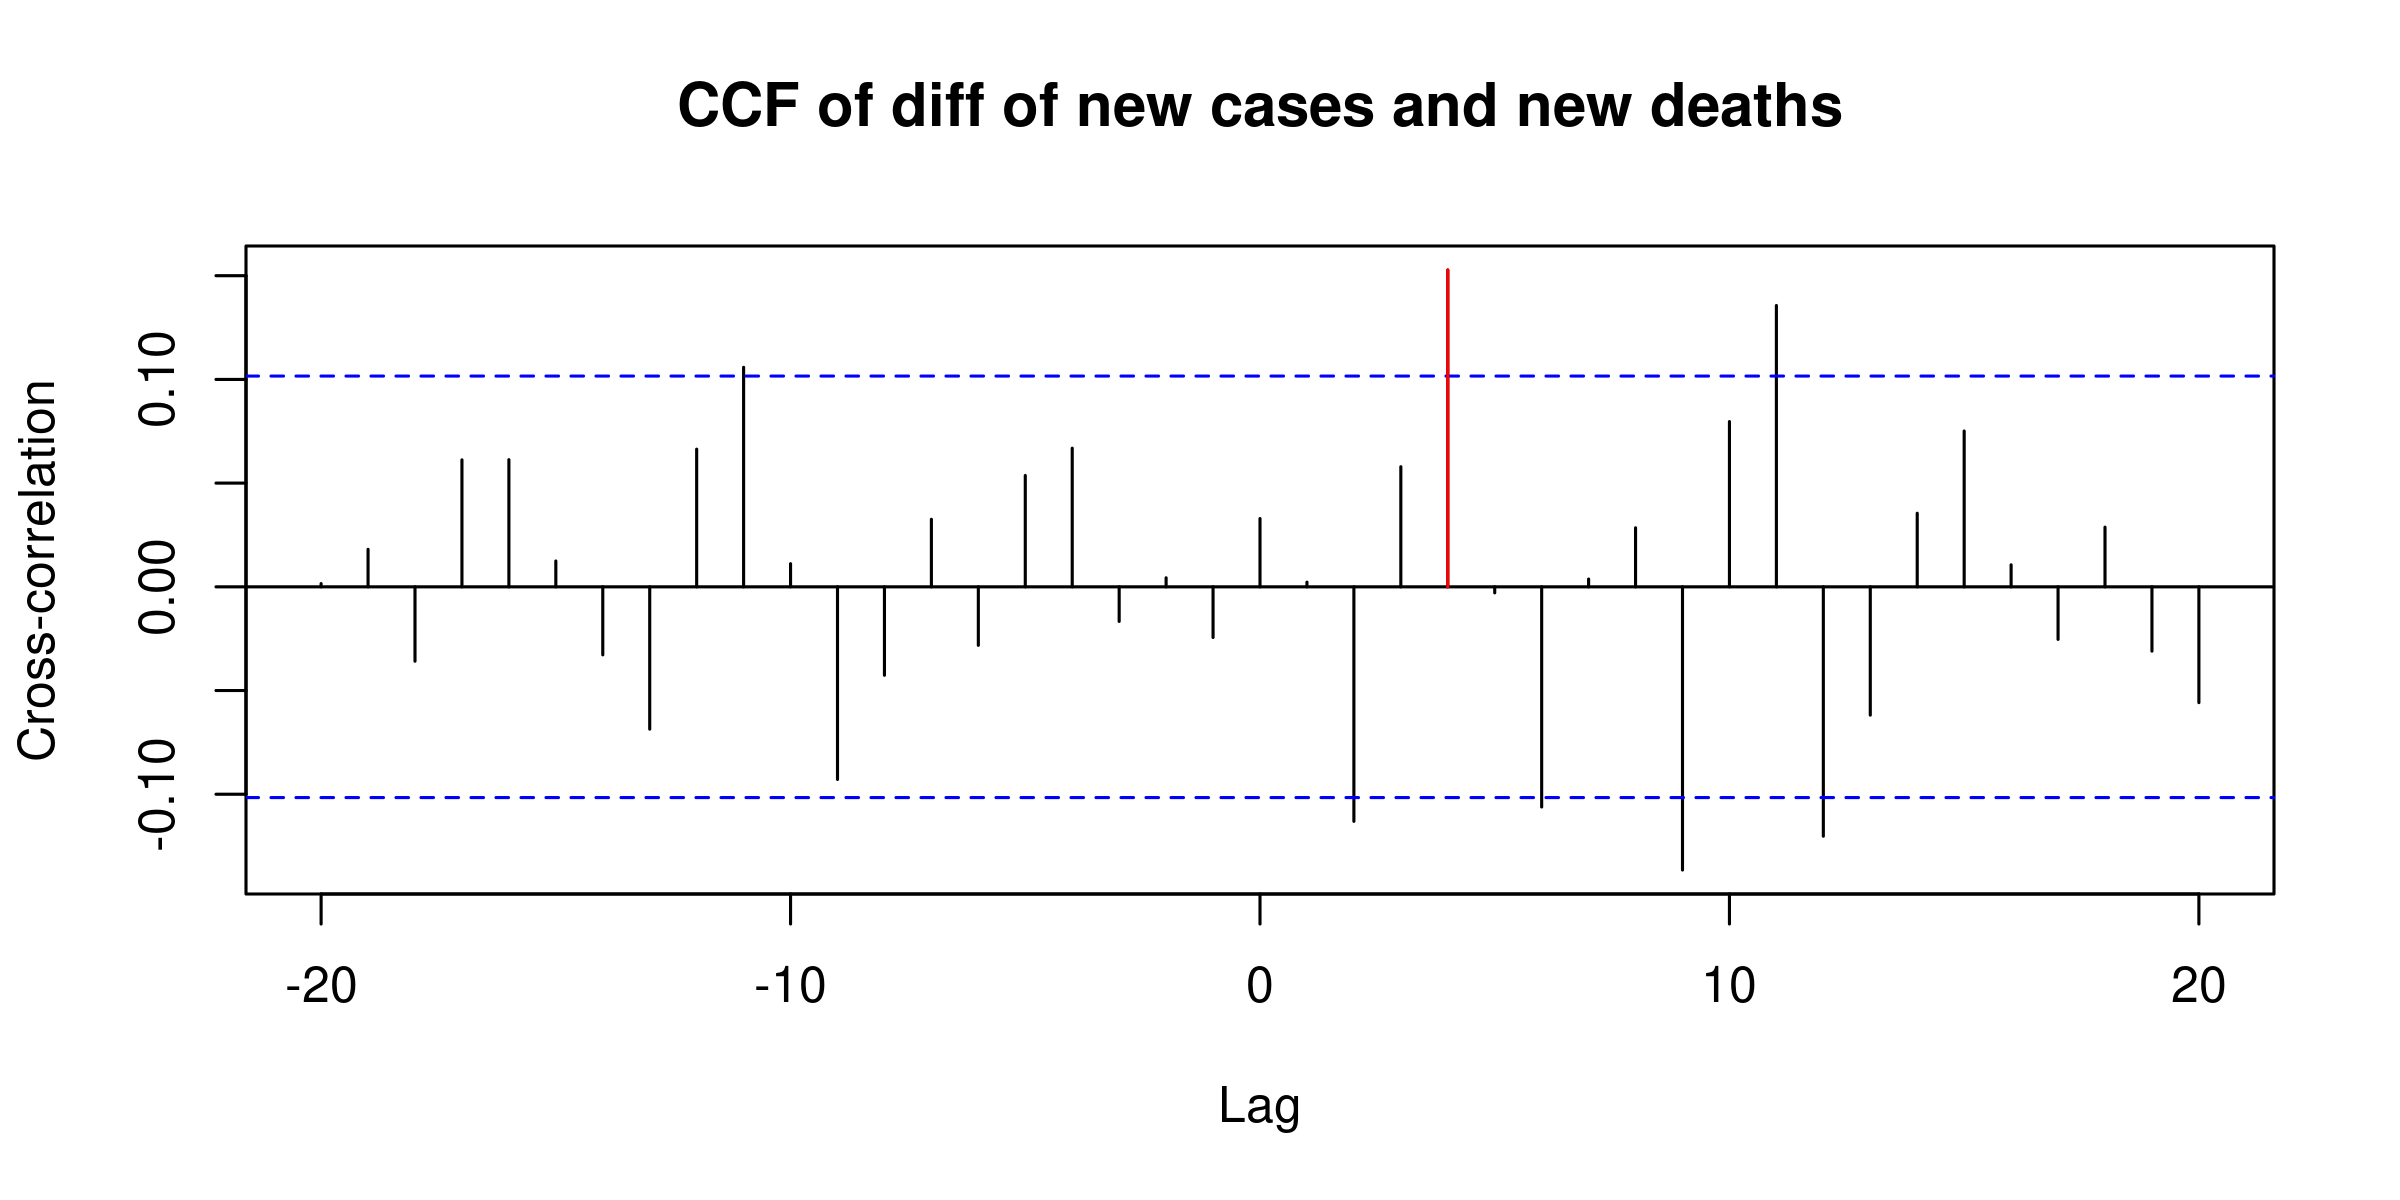 CCF of diff of new cases and new deaths
Cross-correlation
0.10
0.00
-0.10
-20 -10 0 10 20
Lag